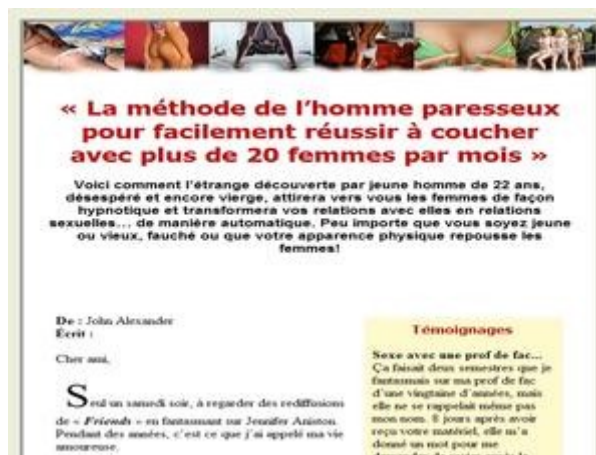 « La méthode de l'homme paresseux
pour facilement réussir à coucher
avec plus de 20 femmes par mois »
Voici comment l'étrange découverte par jeune homme de 22 ans,
désespéré et encore vierge, attirera vers vous les femmes de façon
hypnotique et transformera vos relations avec elles en relations
sexuelles... de manière automatique. Peu importe que vous soyez jeune
ou vieux, fauché ou que votre apparence physique repousse les
femmes!
De : John Alexander
Écrit :
Cher ami,
Seul un samedi soir, à regarder des rediffusions
de « Friends » en fantasmant sur Jennifer Aniston.
Pendant des années, c'est ce que j'ai appelé ma vie
amoureuse.
Témoignages
Sexe avec une prof de fac...
Ça faisait deux semestres que je
fantasmais sur ma prof de fac
d'une vingtaine d'années, mais
elle ne se rappelait même pas
mon nom. 8 jours après avoir
reçu votre matériel, elle m'a
donné un mot pour me